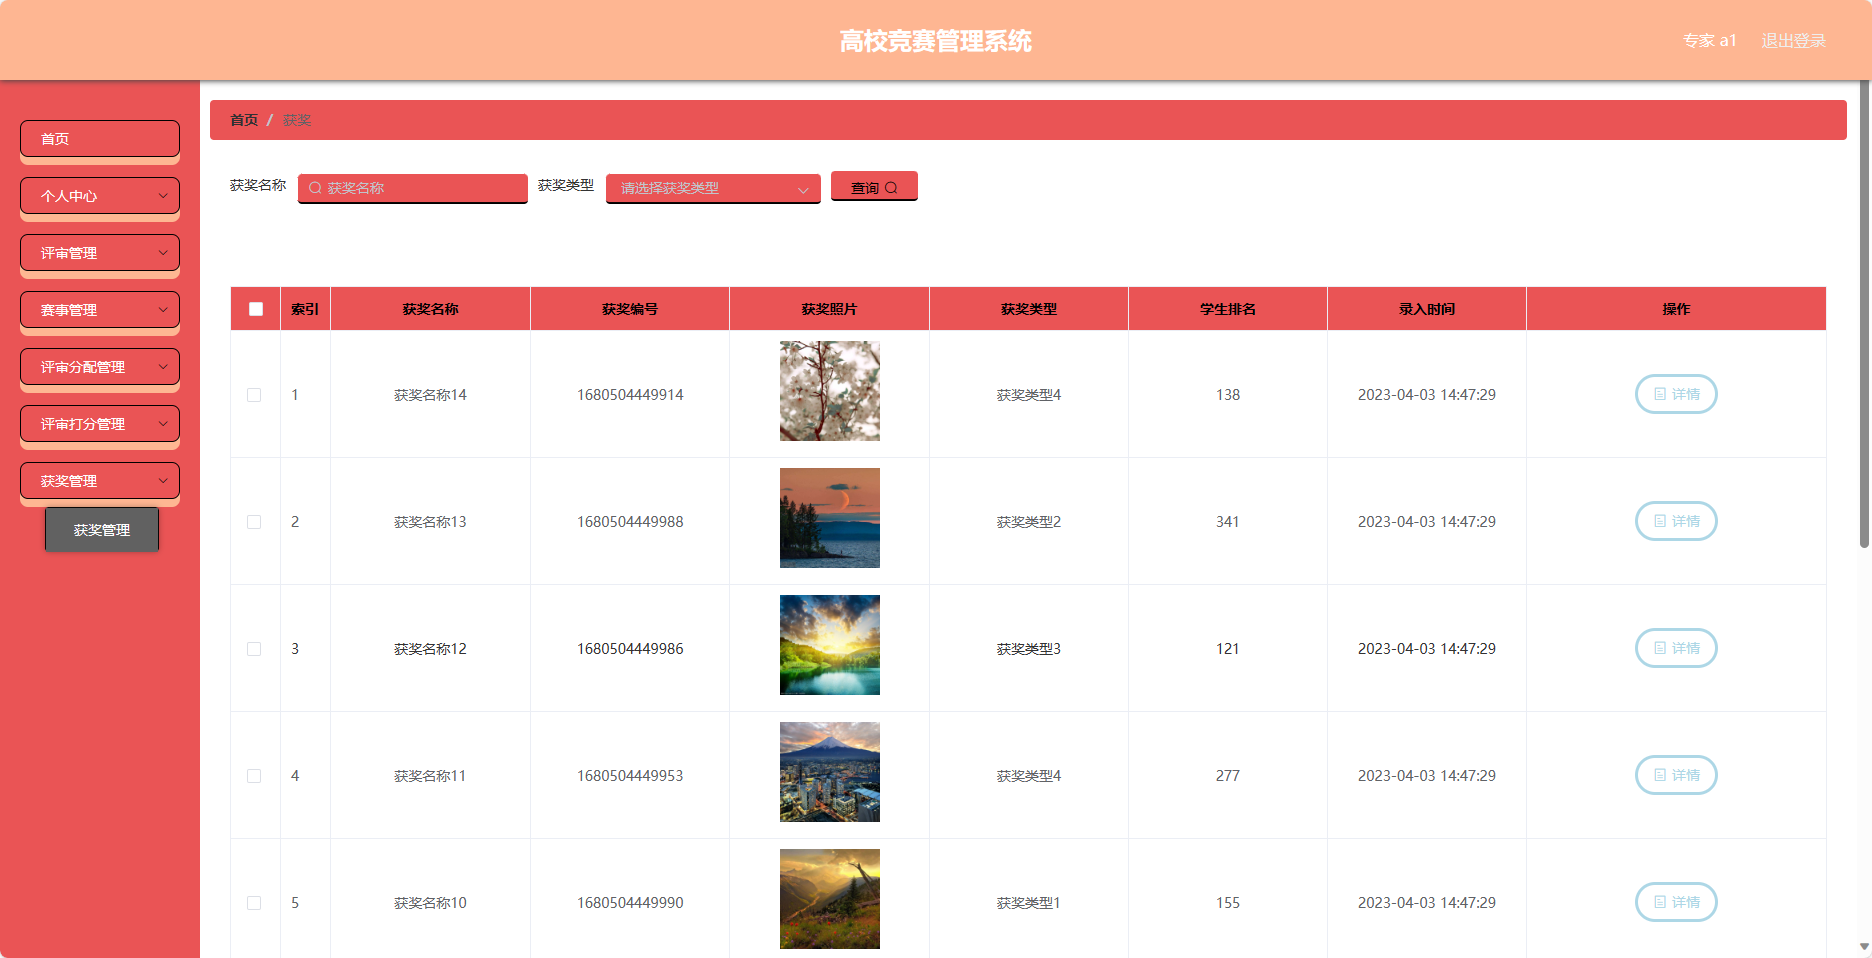 高校竞赛管理系统
专家 a1 退出登录
首页
个人中心
评审管理
赛事管理
评审分配管理
评审打分管理
获奖管理
获奖管理
首页 / 获奖
获奖名称 获奖名称 获奖类型 请选择获奖类型 查询
索引 获奖名称 获奖编号 获奖照片 获奖类型 学生排名 录入时间 操作
1 获奖名称14 1680504449914 获奖类型4 138 2023-04-03 14:47:29 详情
2 获奖名称13 1680504449988 获奖类型2 341 2023-04-03 14:47:29 详情
3 获奖名称12 1680504449986 获奖类型3 121 2023-04-03 14:47:29 详情
4 获奖名称11 1680504449953 获奖类型4 277 2023-04-03 14:47:29 详情
5 获奖名称10 1680504449990 获奖类型1 155 2023-04-03 14:47:29 详情